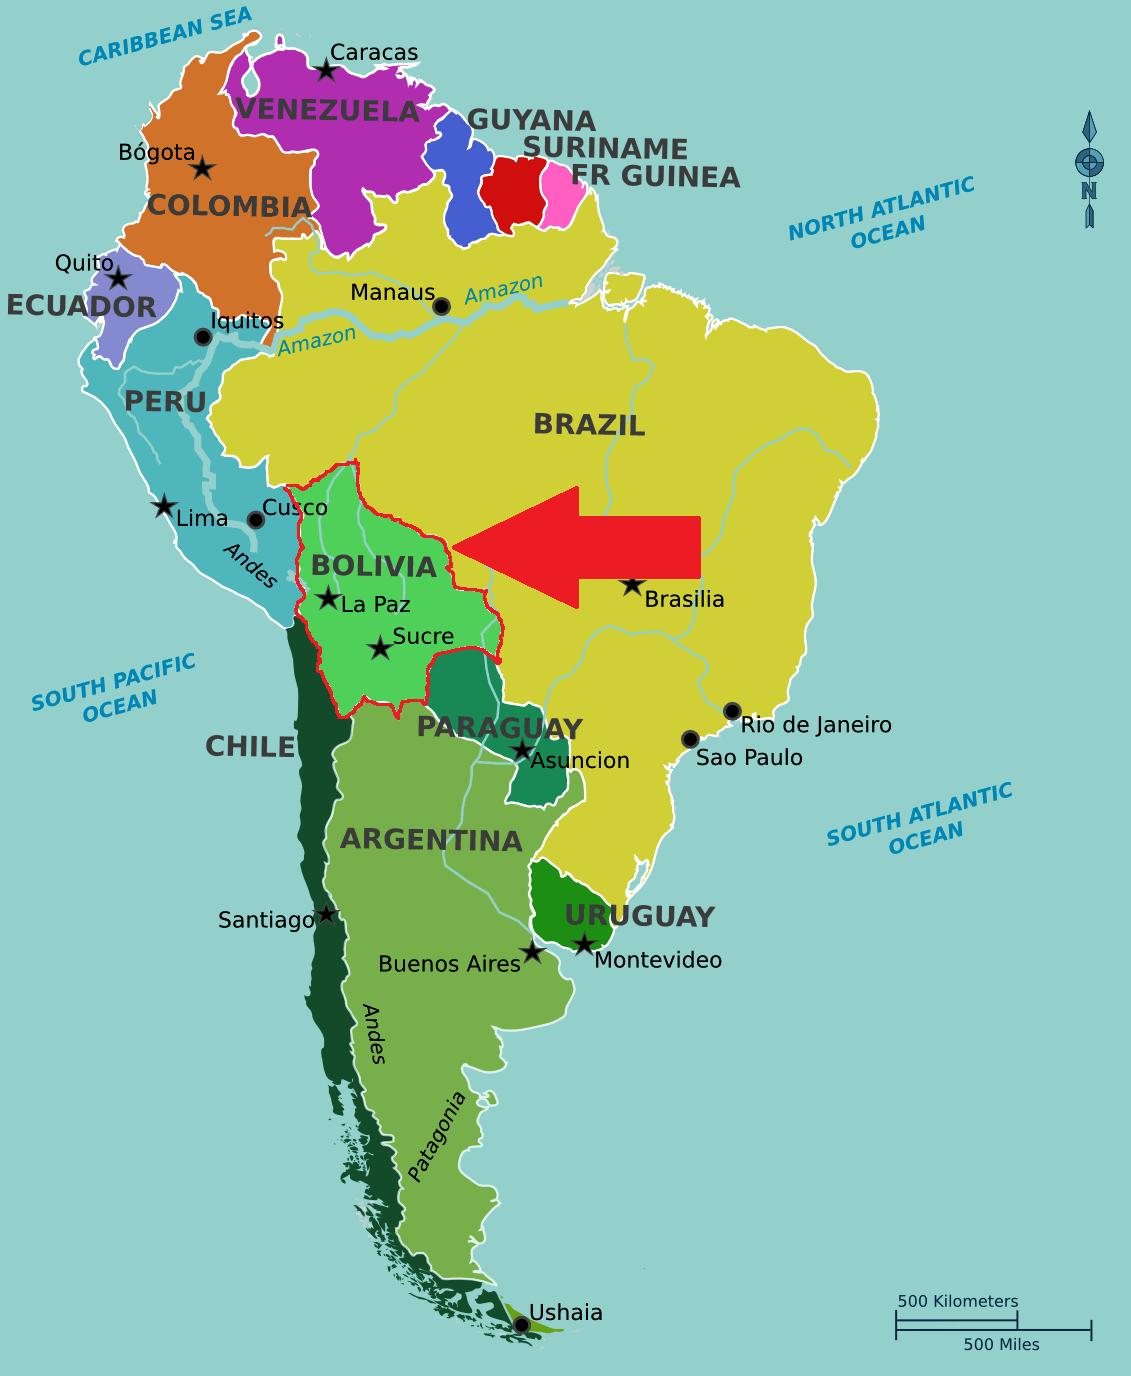 CARIBBEAN SEA
Caracas
VENEZUELA
GUYANA
SURINAME
FR GUINEA
Bógota
COLOMBIA
NORTH ATLANTIC
OCEAN
N
Quito
ECUADOR
Iquitos
Manaus
Amazon
Amazon
PERU
BRAZIL
Lima
Cusco
Andes
BOLIVIA
La Paz
Sucre
Brasilia
SOUTH PACIFIC
OCEAN
CHILE
PARAGUAY
Asuncion
Rio de Janeiro
Sao Paulo
SOUTH ATLANTIC
OCEAN
ARGENTINA
Santiago
URUGUAY
Buenos Aires
Montevideo
Andes
Patagonia
Ushaia
500 Kilometers
500 Miles